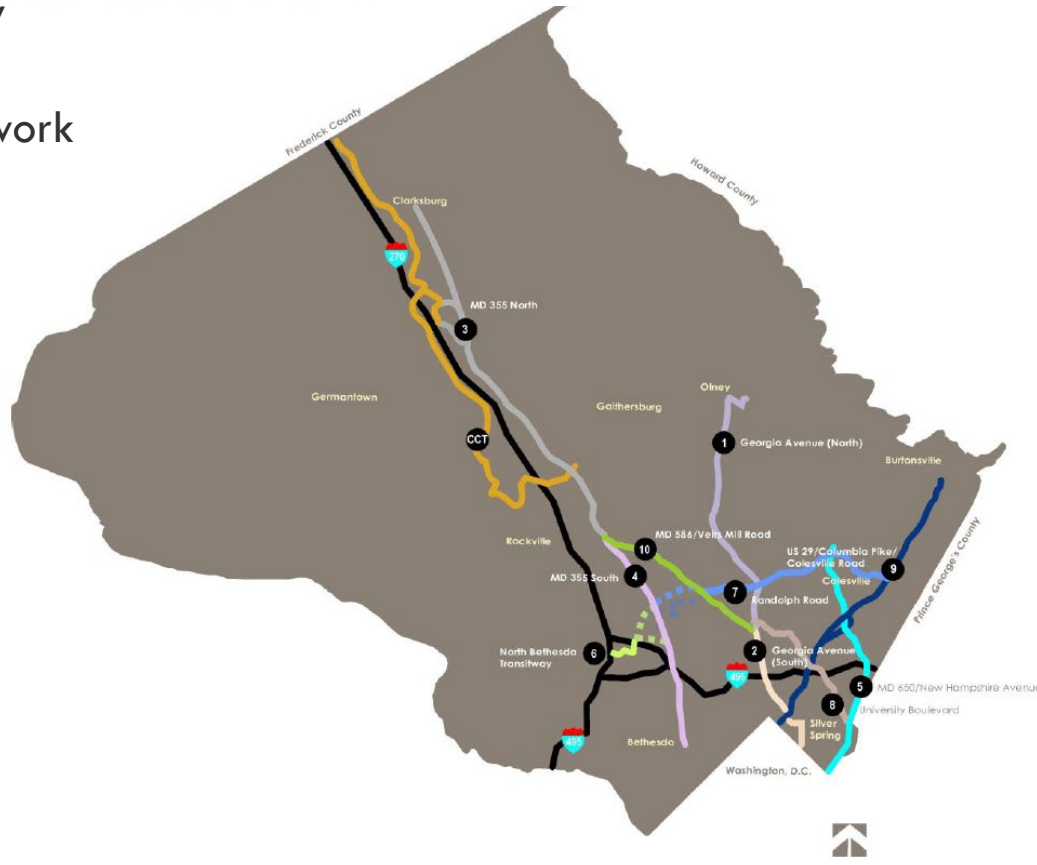 work
Frederick County
Howard County
Clarksburg
270
MD 355 North
3
Germantown
Gaithersburg
Olney
1
Georgia Avenue (North)
CCT
Burtonsville
Rockville
MD 586/Veirs Mill Road
10
US 29/Columbia Pike/
Colesville Road
9
MD 355 South
4
Colesville
7
Randolph Road
Prince George's County
North Bethesda
Transitway
6
2
Georgia Avenue
(South)
495
5
MD 650/New Hampshire Avenue
8
University Boulevard
Silver
Spring
495
Bethesda
Washington, D.C.